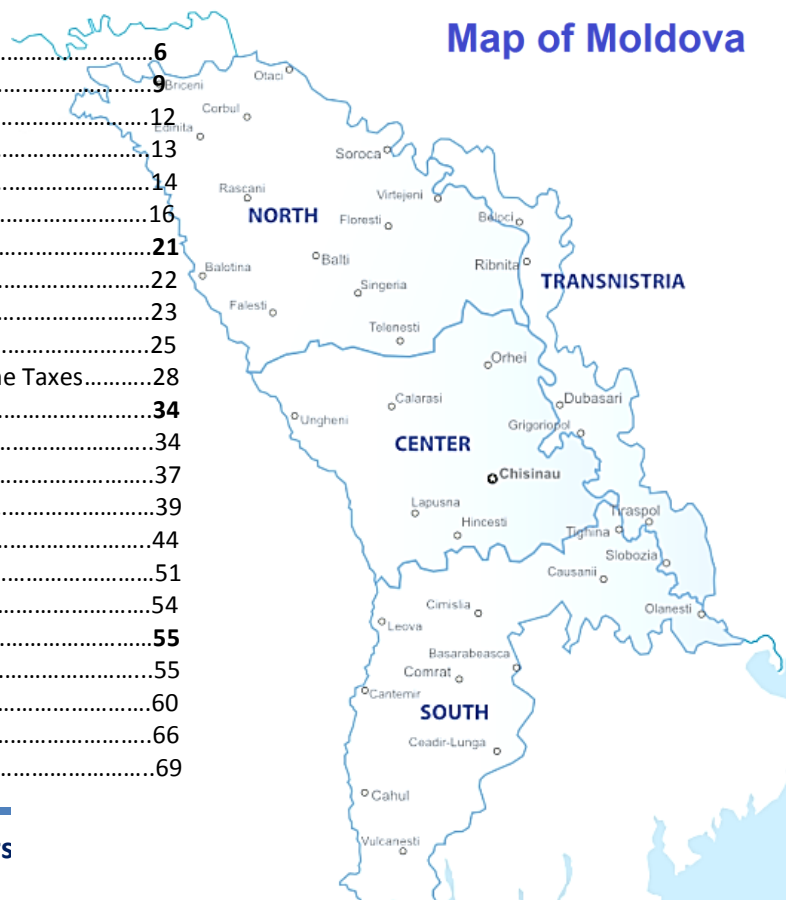 Map of Moldova
.....................6
.....................9
.....................12
.....................13
.....................14
.....................16
.....................21
.....................22
.....................23
.....................25
ne Taxes...........28
.....................34
.....................34
.....................37
.....................39
.....................44
.....................51
.....................54
.....................55
.....................55
.....................60
.....................66
.....................69
rs
Briceni
Otaci
Corbul
Edinita
Soroca
Rascani
Virtejeni
NORTH
Floresti
Beloci
Balti
Ribnita
Balotina
TRANSNISTRIA
Singeria
Falesti
Telenesti
Orhei
Calarasi
Dubasari
Ungheni
Grigoriopol
CENTER
Chisinau
Lapusna
Tiraspol
Hincesti
Tighina
Slobozia
Causanii
Cimislia
Olanesti
Leova
Basarabeasca
Comrat
Cantemir
SOUTH
Ceadir-Lunga
Cahul
Vulcanesti